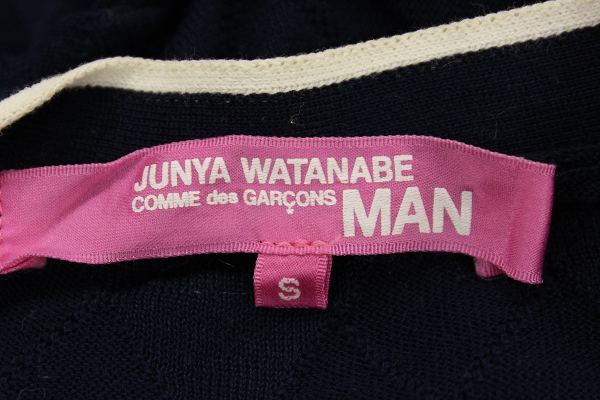 JUNYA WATANABE
COMME des GARÇONS MAN
S